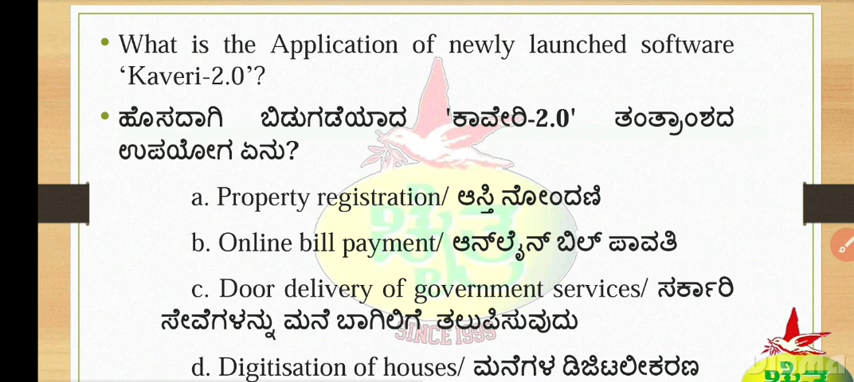 • What is the Application of newly launched software
‘Kaveri-2.0’?
• ಹೊಸದಾಗಿ ಬಿಡುಗಡೆಯಾದ 'ಕಾವೇರಿ-2.0' ತಂತ್ರಾಂಶದ
ಉಪಯೋಗ ಏನು?
a. Property registration/ ಆಸ್ತಿ ನೋಂದಣಿ
b. Online bill payment/ ಆನ್‌ಲೈನ್ ಬಿಲ್ ಪಾವತಿ
c. Door delivery of government services/ ಸರ್ಕಾರಿ
ಸೇವೆಗಳನ್ನು ಮನೆ ಬಾಗಿಲಿಗೆ ತಲುಪಿಸುವುದು
SINCE 1999
d. Digitisation of houses/ ಮನೆಗಳ ಡಿಜಿಟಲೀಕರಣ